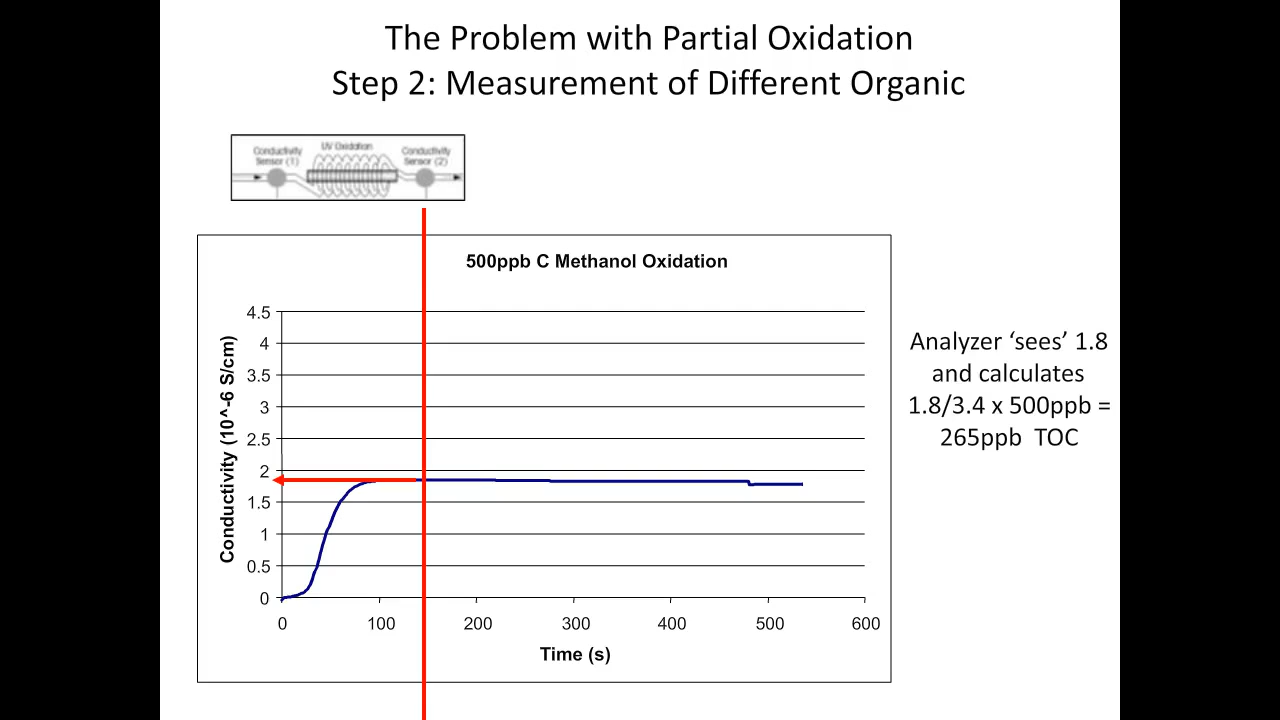 The Problem with Partial Oxidation
Step 2: Measurement of Different Organic
Conductivity
Sensor (1)
UV Oxidation
Conductivity
Sensor (2)
500ppb C Methanol Oxidation
4.5
4
3.5
3
2.5
2
1.5
1
0.5
0
Conductivity (10^-6 S/cm)
0 100 200 300 400 500 600
Time (s)
Analyzer ‘sees’ 1.8
and calculates
1.8/3.4 x 500ppb =
265ppb TOC